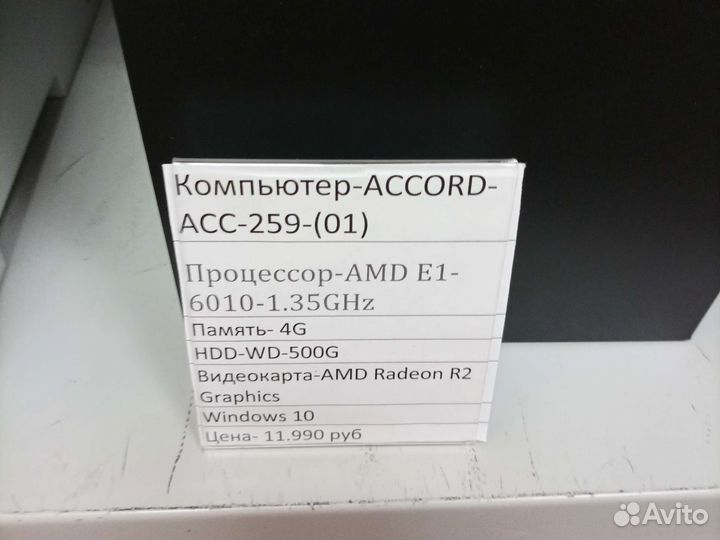 Компьютер-ACCORD-
ACC-259-(01)
Процессор-AMD E1-
6010-1.35GHz
Память- 4G
HDD-WD-500G
Видеокарта-AMD Radeon R2
Graphics
Windows 10
Цена- 11.990 руб
Avito